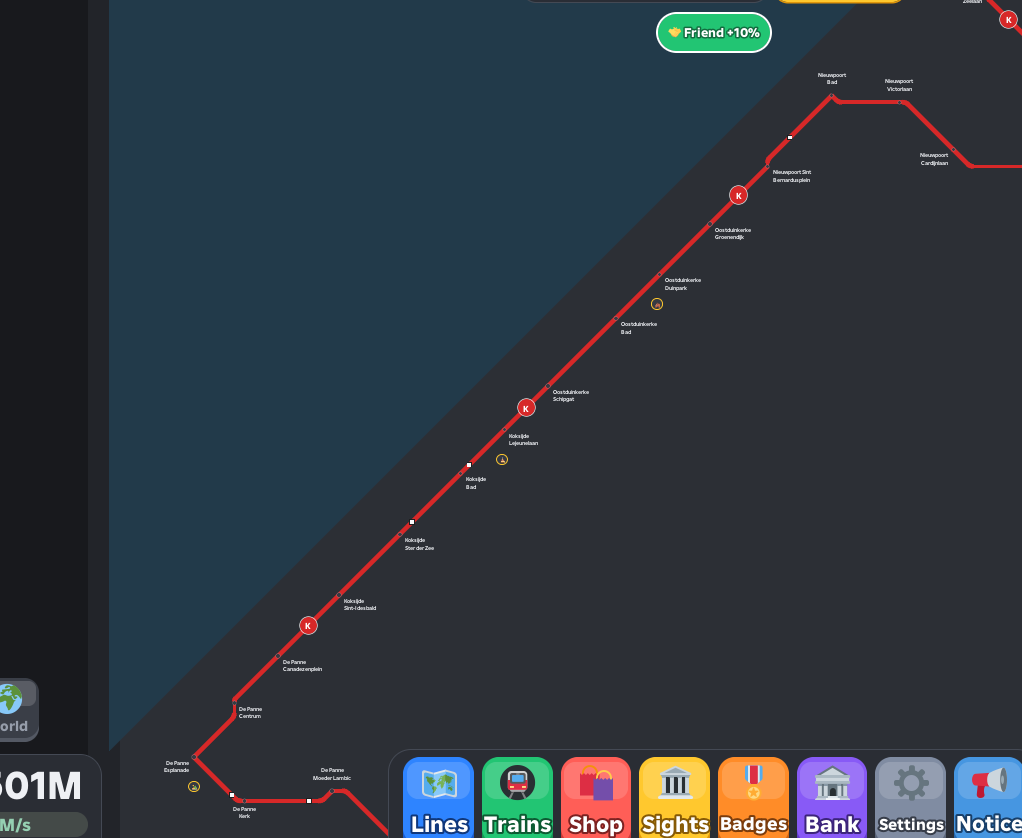 Zeelaan
K
Friend +10%
Nieuwpoort
Bad
Nieuwpoort
Victorlaan
Nieuwpoort
Cardijnlaan
Nieuwpoort Sint
Bernardusplein
K
Oostduinkerke
Groenendijk
Oostduinkerke
Duinpark
Oostduinkerke
Bad
Oostduinkerke
Schipgat
K
Koksijde
Lejeunelaan
Koksijde
Bad
Koksijde
Ster der Zee
Koksijde
Sint-Idesbald
K
De Panne
Canadezenplein
De Panne
Centrum
De Panne
Esplanade
De Panne
Moeder Lambic
De Panne
Kerk
orld
501M
M/s
Lines
Trains
Shop
Sights
Badges
Bank
Settings
Notice